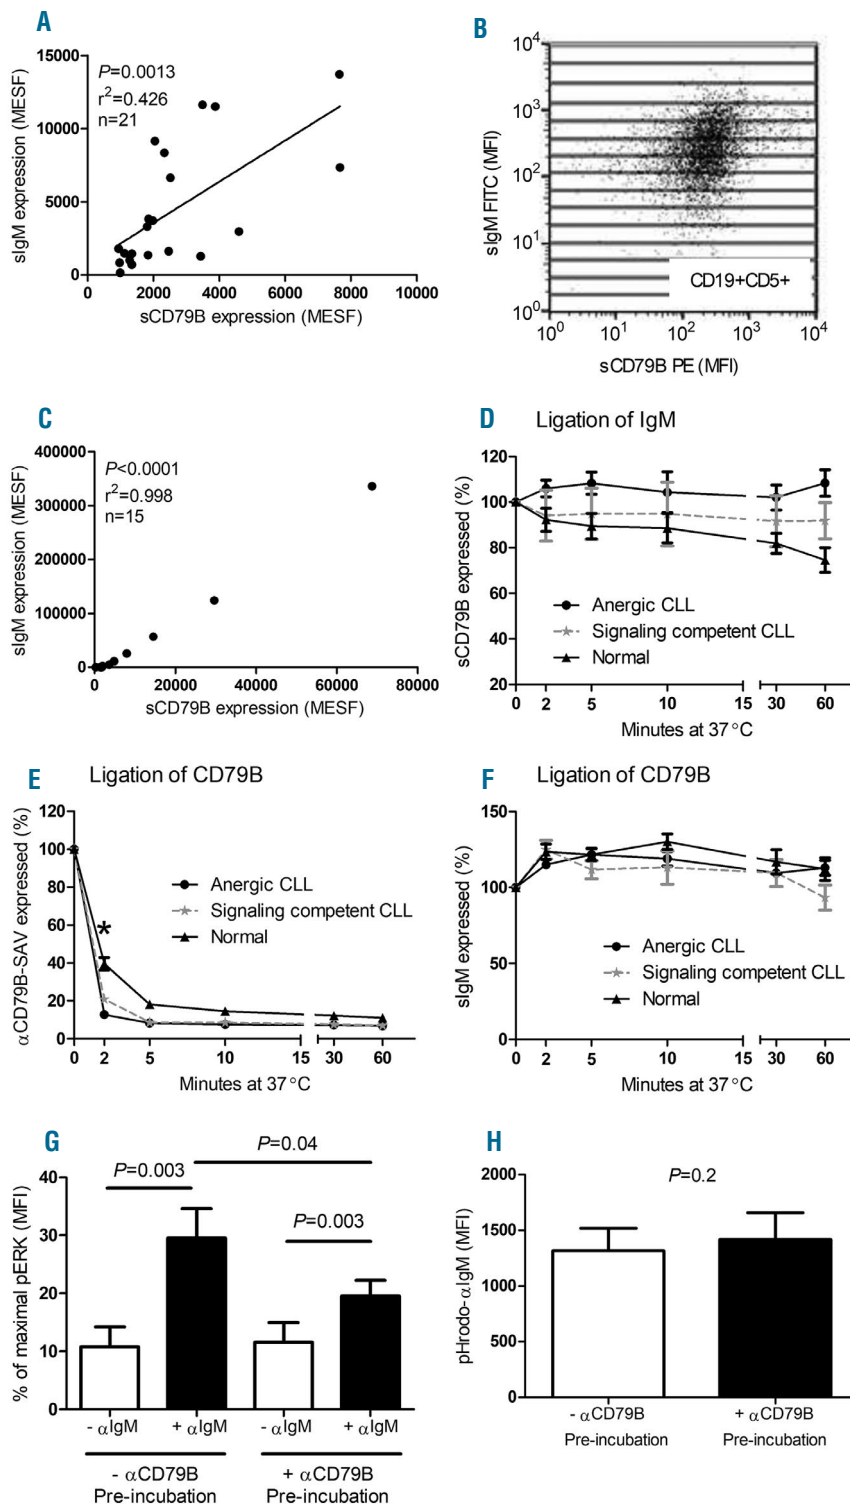 A
P=0.0013
r²=0.426
n=21
sIgM expression (MESF)
15000
10000
5000
0
0 2000 4000 6000 8000 10000
sCD79B expression (MESF)
B
sIgM FITC (MFI)
10⁴
10³
10²
10¹
10⁰
CD19+CD5+
10⁰ 10¹ 10² 10³ 10⁴
sCD79B PE (MFI)
C
P<0.0001
r²=0.998
n=15
sIgM expression (MESF)
400000
300000
200000
100000
0
0 20000 40000 60000 80000
sCD79B expression (MESF)
D
Ligation of IgM
sCD79B expressed (%)
120
100
80
60
40
20
Anergic CLL
Signaling competent CLL
Normal
0 2 5 10 15 30 60
Minutes at 37 °C
E
Ligation of CD79B
αCD79B-SAV expressed (%)
120
100
80
60
40
20
0
*
Anergic CLL
Signaling competent CLL
Normal
0 2 5 10 15 30 60
Minutes at 37 °C
F
Ligation of CD79B
sIgM expressed (%)
150
100
50
0
Anergic CLL
Signaling competent CLL
Normal
0 2 5 10 15 30 60
Minutes at 37 °C
G
P=0.04
P=0.003
P=0.003
% of maximal pERK (MFI)
40
30
20
10
0
- αIgM + αIgM - αIgM + αIgM
- αCD79B + αCD79B
Pre-incubation Pre-incubation
H
P=0.2
pHrodo-αIgM (MFI)
2000
1500
1000
500
0
- αCD79B + αCD79B
Pre-incubation Pre-incubation